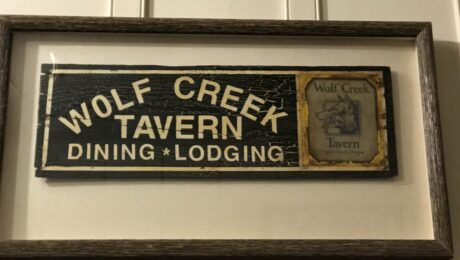 WOLF CREEK
TAVERN
DINING * LODGING
Wolf Creek
Tavern